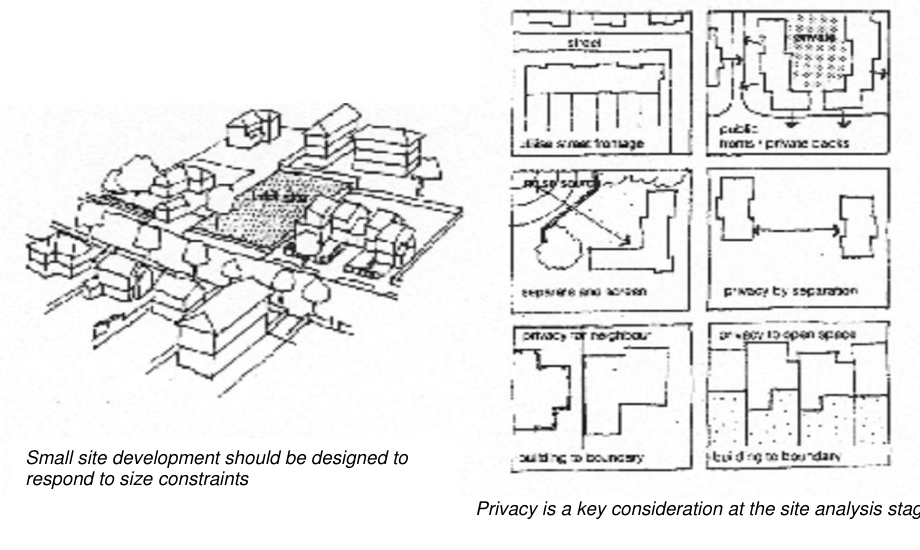 street
private
utilise street frontage
public
fronts · private backs
infill site
noise source
separate and screen
privacy by separation
privacy for neighbour
privacy to open space
building to boundary
building to boundary
Small site development should be designed to
respond to size constraints
Privacy is a key consideration at the site analysis stag